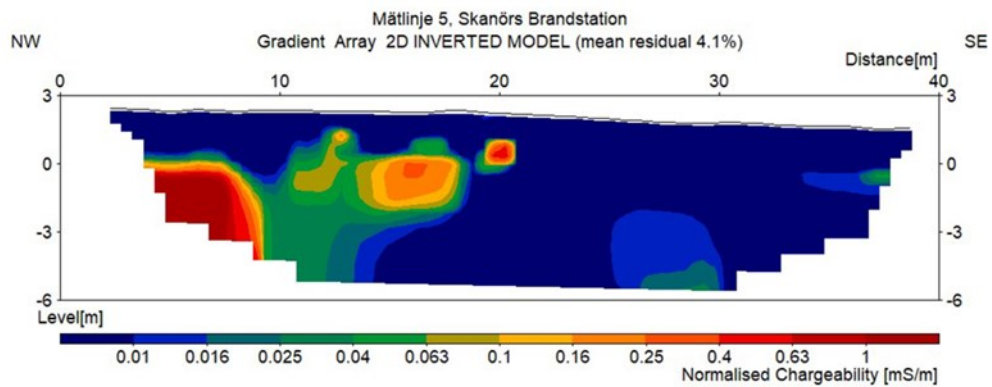 Mätlinje 5, Skanörs Brandstation
NW Gradient Array 2D INVERTED MODEL (mean residual 4.1%) SE
Distance[m]
0 10 20 30 40
3 3
0 0
-3 -3
-6 -6
Level[m]
0.01 0.016 0.025 0.04 0.063 0.1 0.16 0.25 0.4 0.63 1
Normalised Chargeability [mS/m]